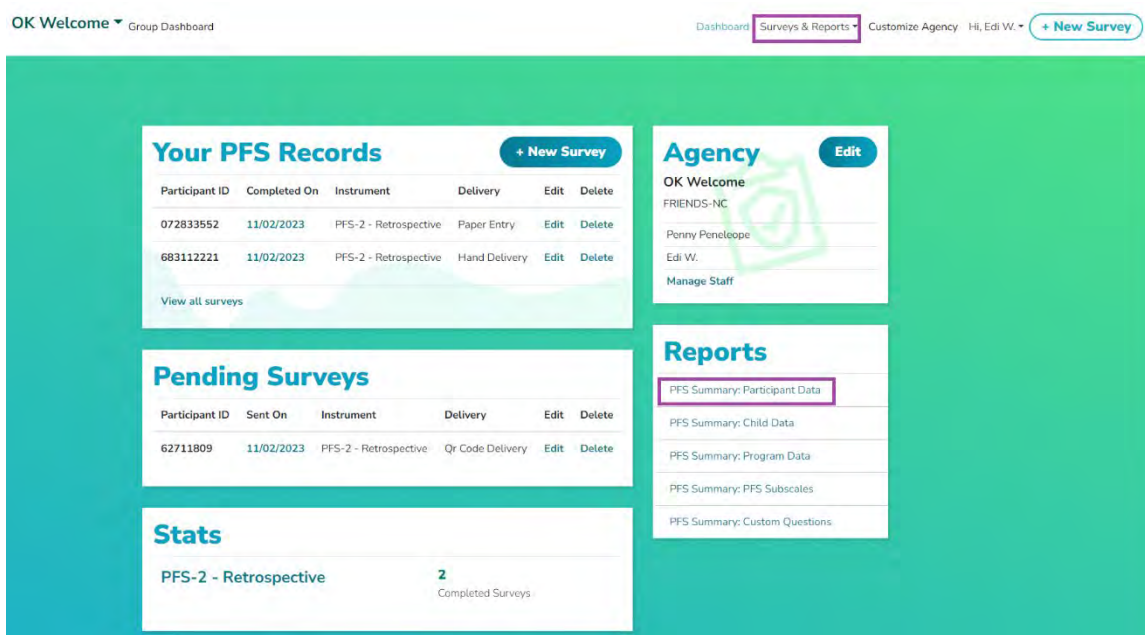 OK Welcome Group Dashboard
Dashboard Surveys & Reports Customize Agency Hi, Edi W. + New Survey
Your PFS Records
+ New Survey
Participant ID Completed On Instrument Delivery Edit Delete
072833552 11/02/2023 PFS-2 - Retrospective Paper Entry Edit Delete
683112221 11/02/2023 PFS-2 - Retrospective Hand Delivery Edit Delete
View all surveys
Pending Surveys
Participant ID Sent On Instrument Delivery Edit Delete
62711809 11/02/2023 PFS-2 - Retrospective Qr Code Delivery Edit Delete
Stats
PFS-2 - Retrospective
2
Completed Surveys
Agency
Edit
OK Welcome
FRIENDS-NC
Penny Peneloope
Edi W.
Manage Staff
Reports
PFS Summary: Participant Data
PFS Summary: Child Data
PFS Summary: Program Data
PFS Summary: PFS Subscales
PFS Summary: Custom Questions